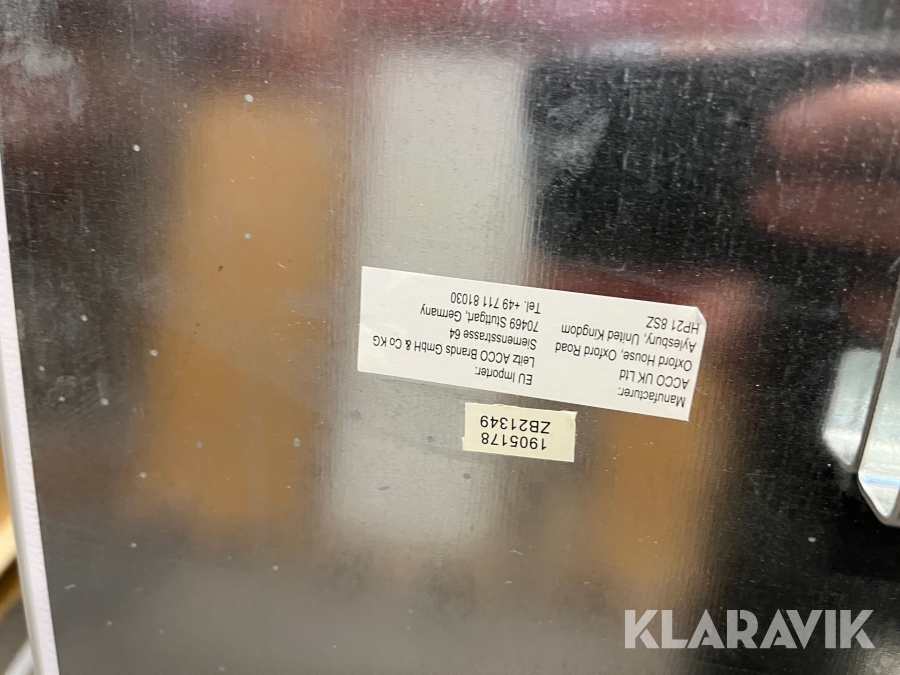 Manufacturer:
ACCO UK Ltd
Oxford House, Oxford Road
Aylesbury, United Kingdom
HP21 8SZ
EU Importer:
Leitz ACCO Brands GmbH & Co KG
Siemensstrasse 64
70469 Stuttgart, Germany
Tel. +49 711 81030
1905178
ZB21349
KLARAVIK